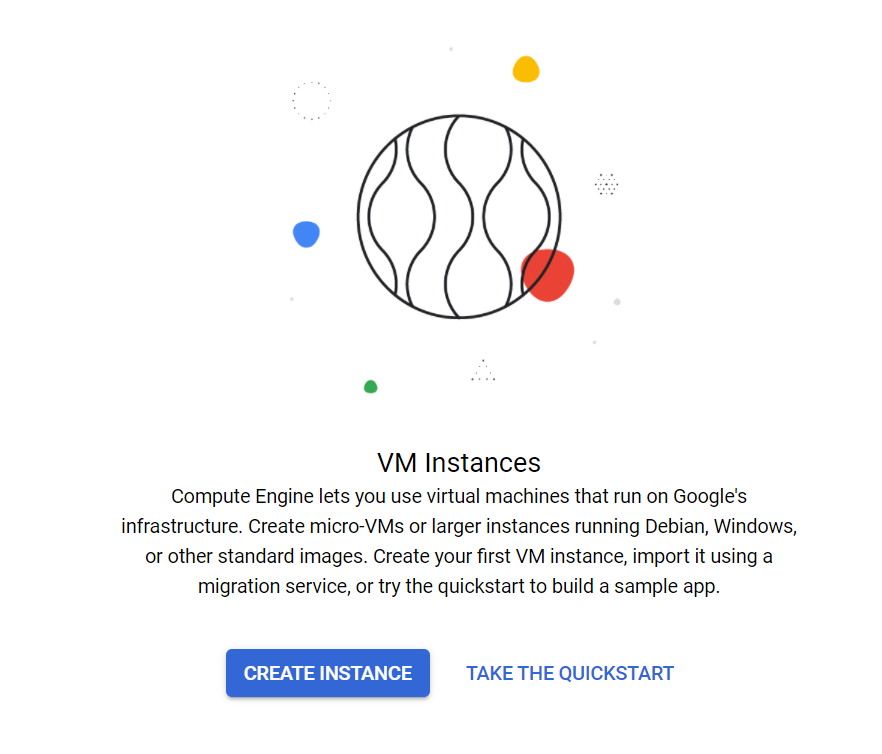 VM Instances
Compute Engine lets you use virtual machines that run on Google's
infrastructure. Create micro-VMs or larger instances running Debian, Windows,
or other standard images. Create your first VM instance, import it using a
migration service, or try the quickstart to build a sample app.
CREATE INSTANCE
TAKE THE QUICKSTART